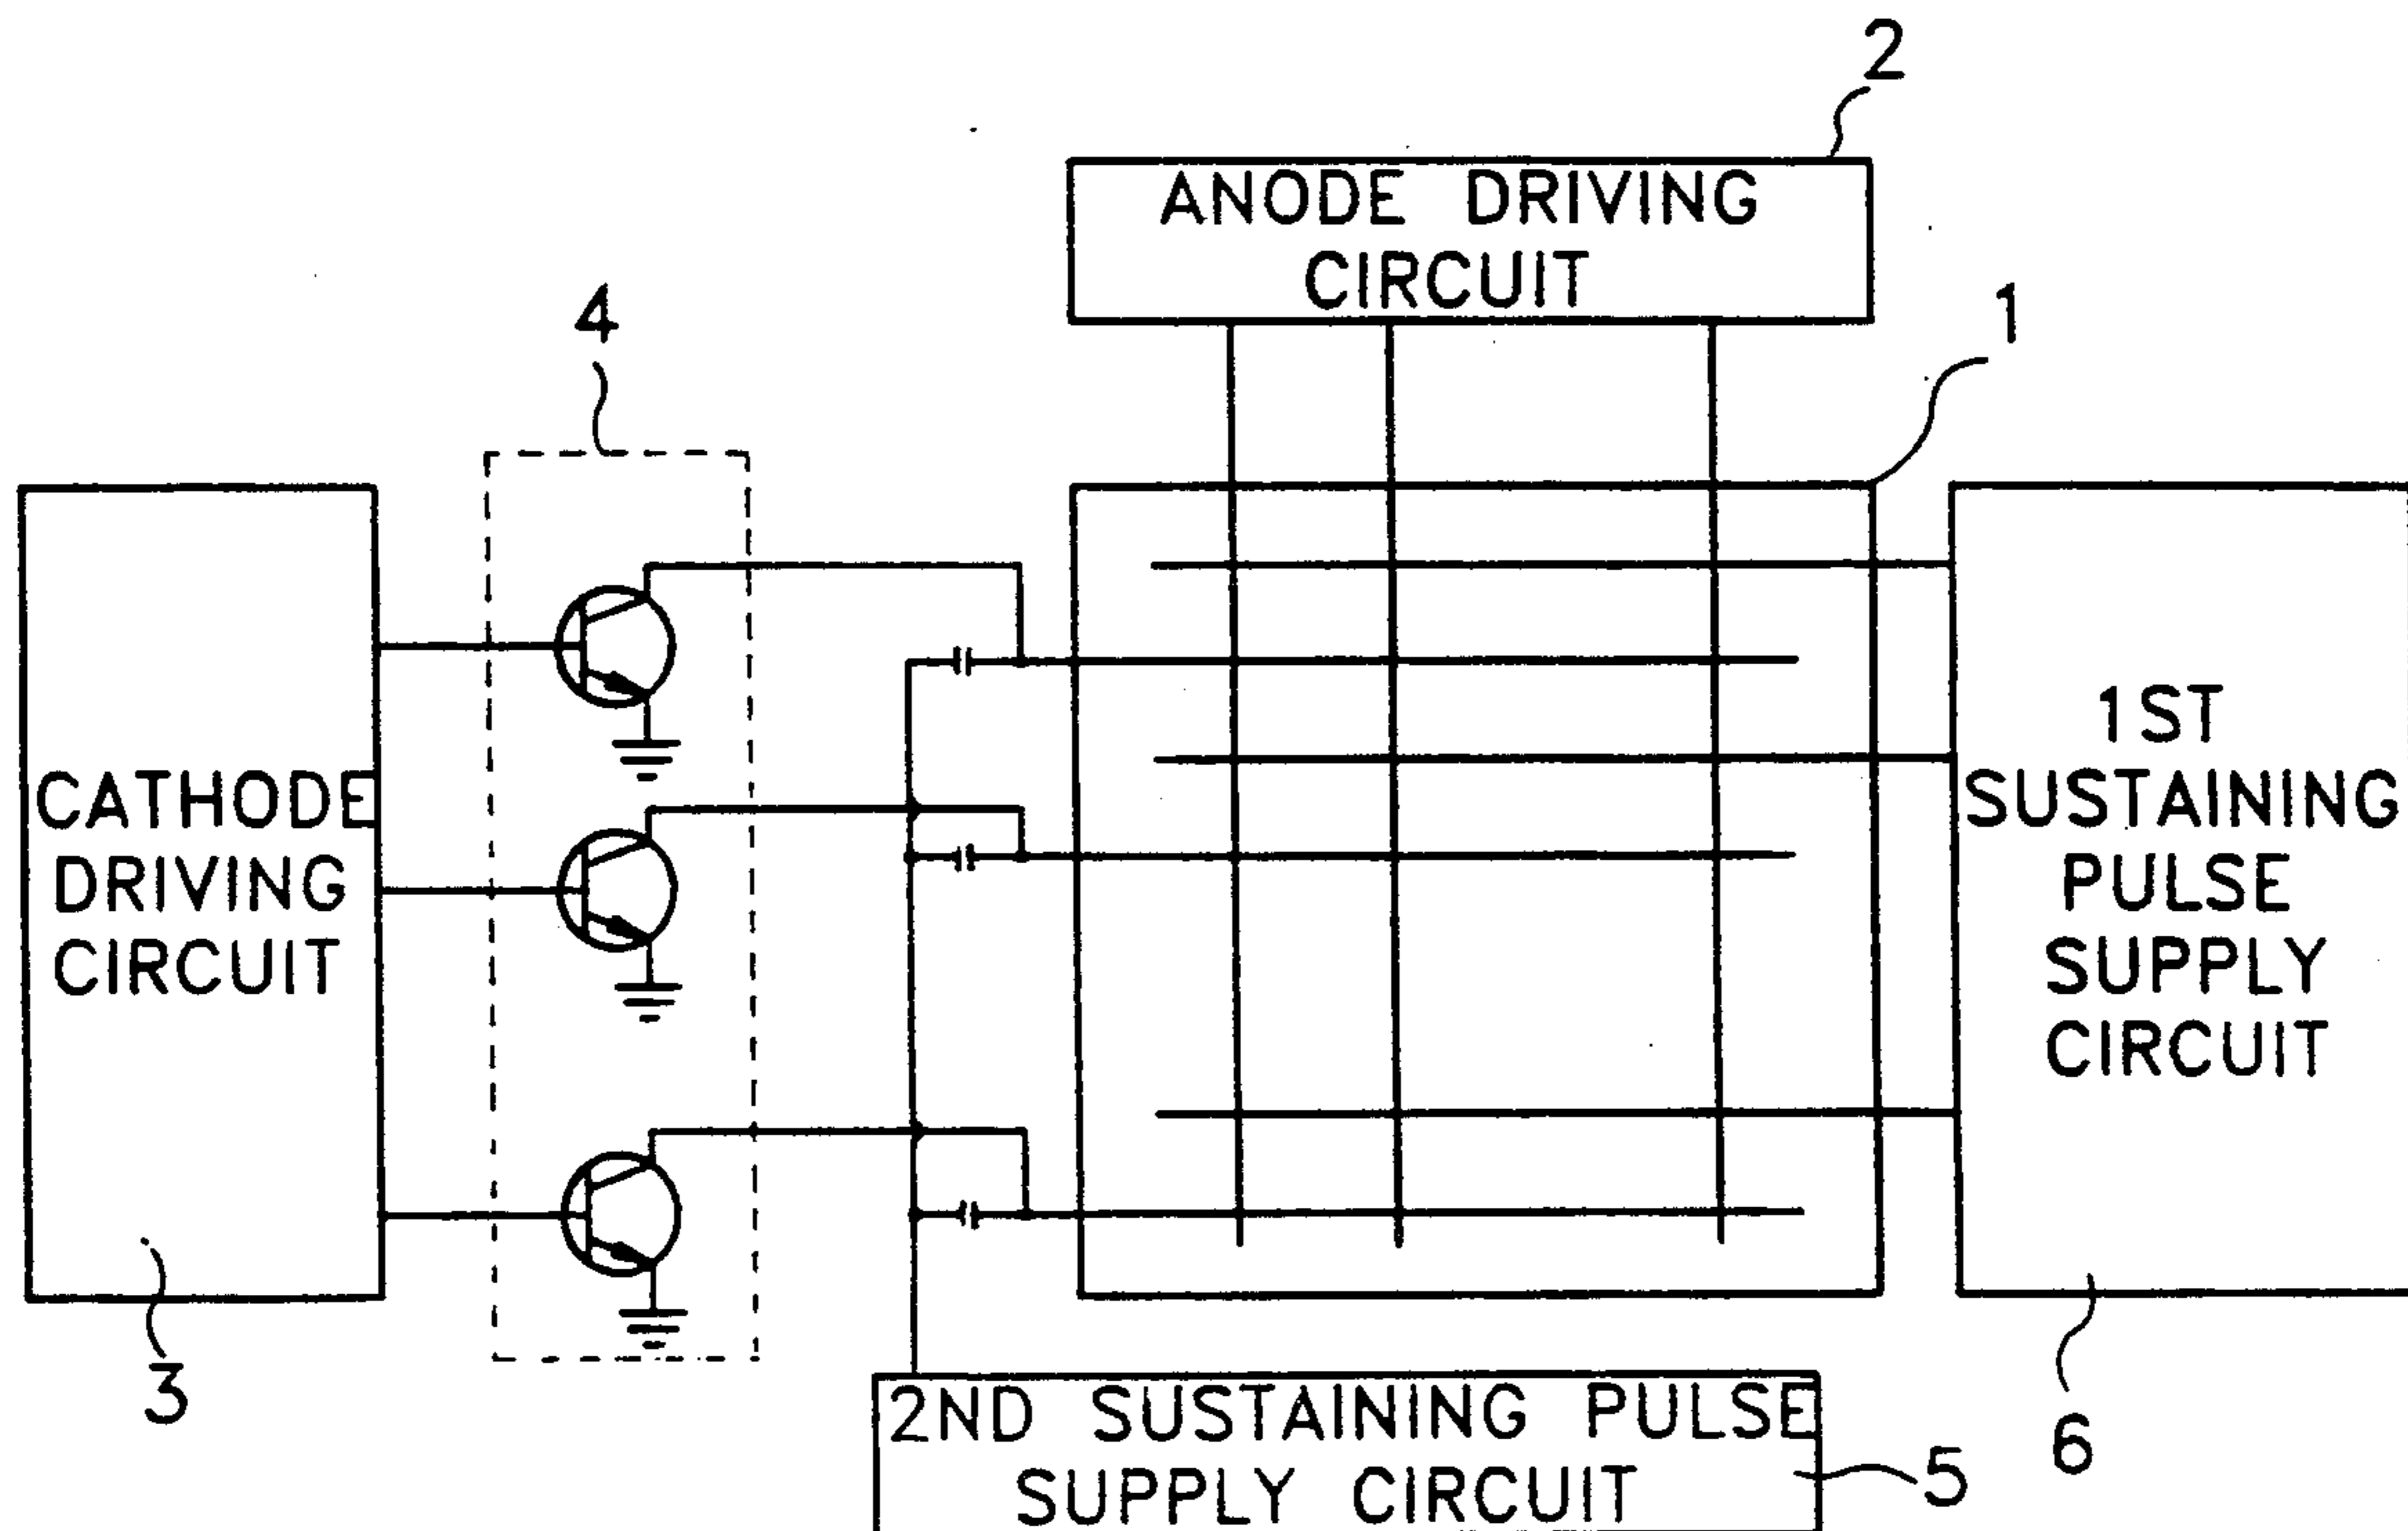 2
ANODE DRIVING
CIRCUIT
1
4
CATHODE
DRIVING
CIRCUIT
3
1ST
SUSTAINING
PULSE
SUPPLY
CIRCUIT
6
2ND SUSTAINING PULSE
SUPPLY CIRCUIT
5